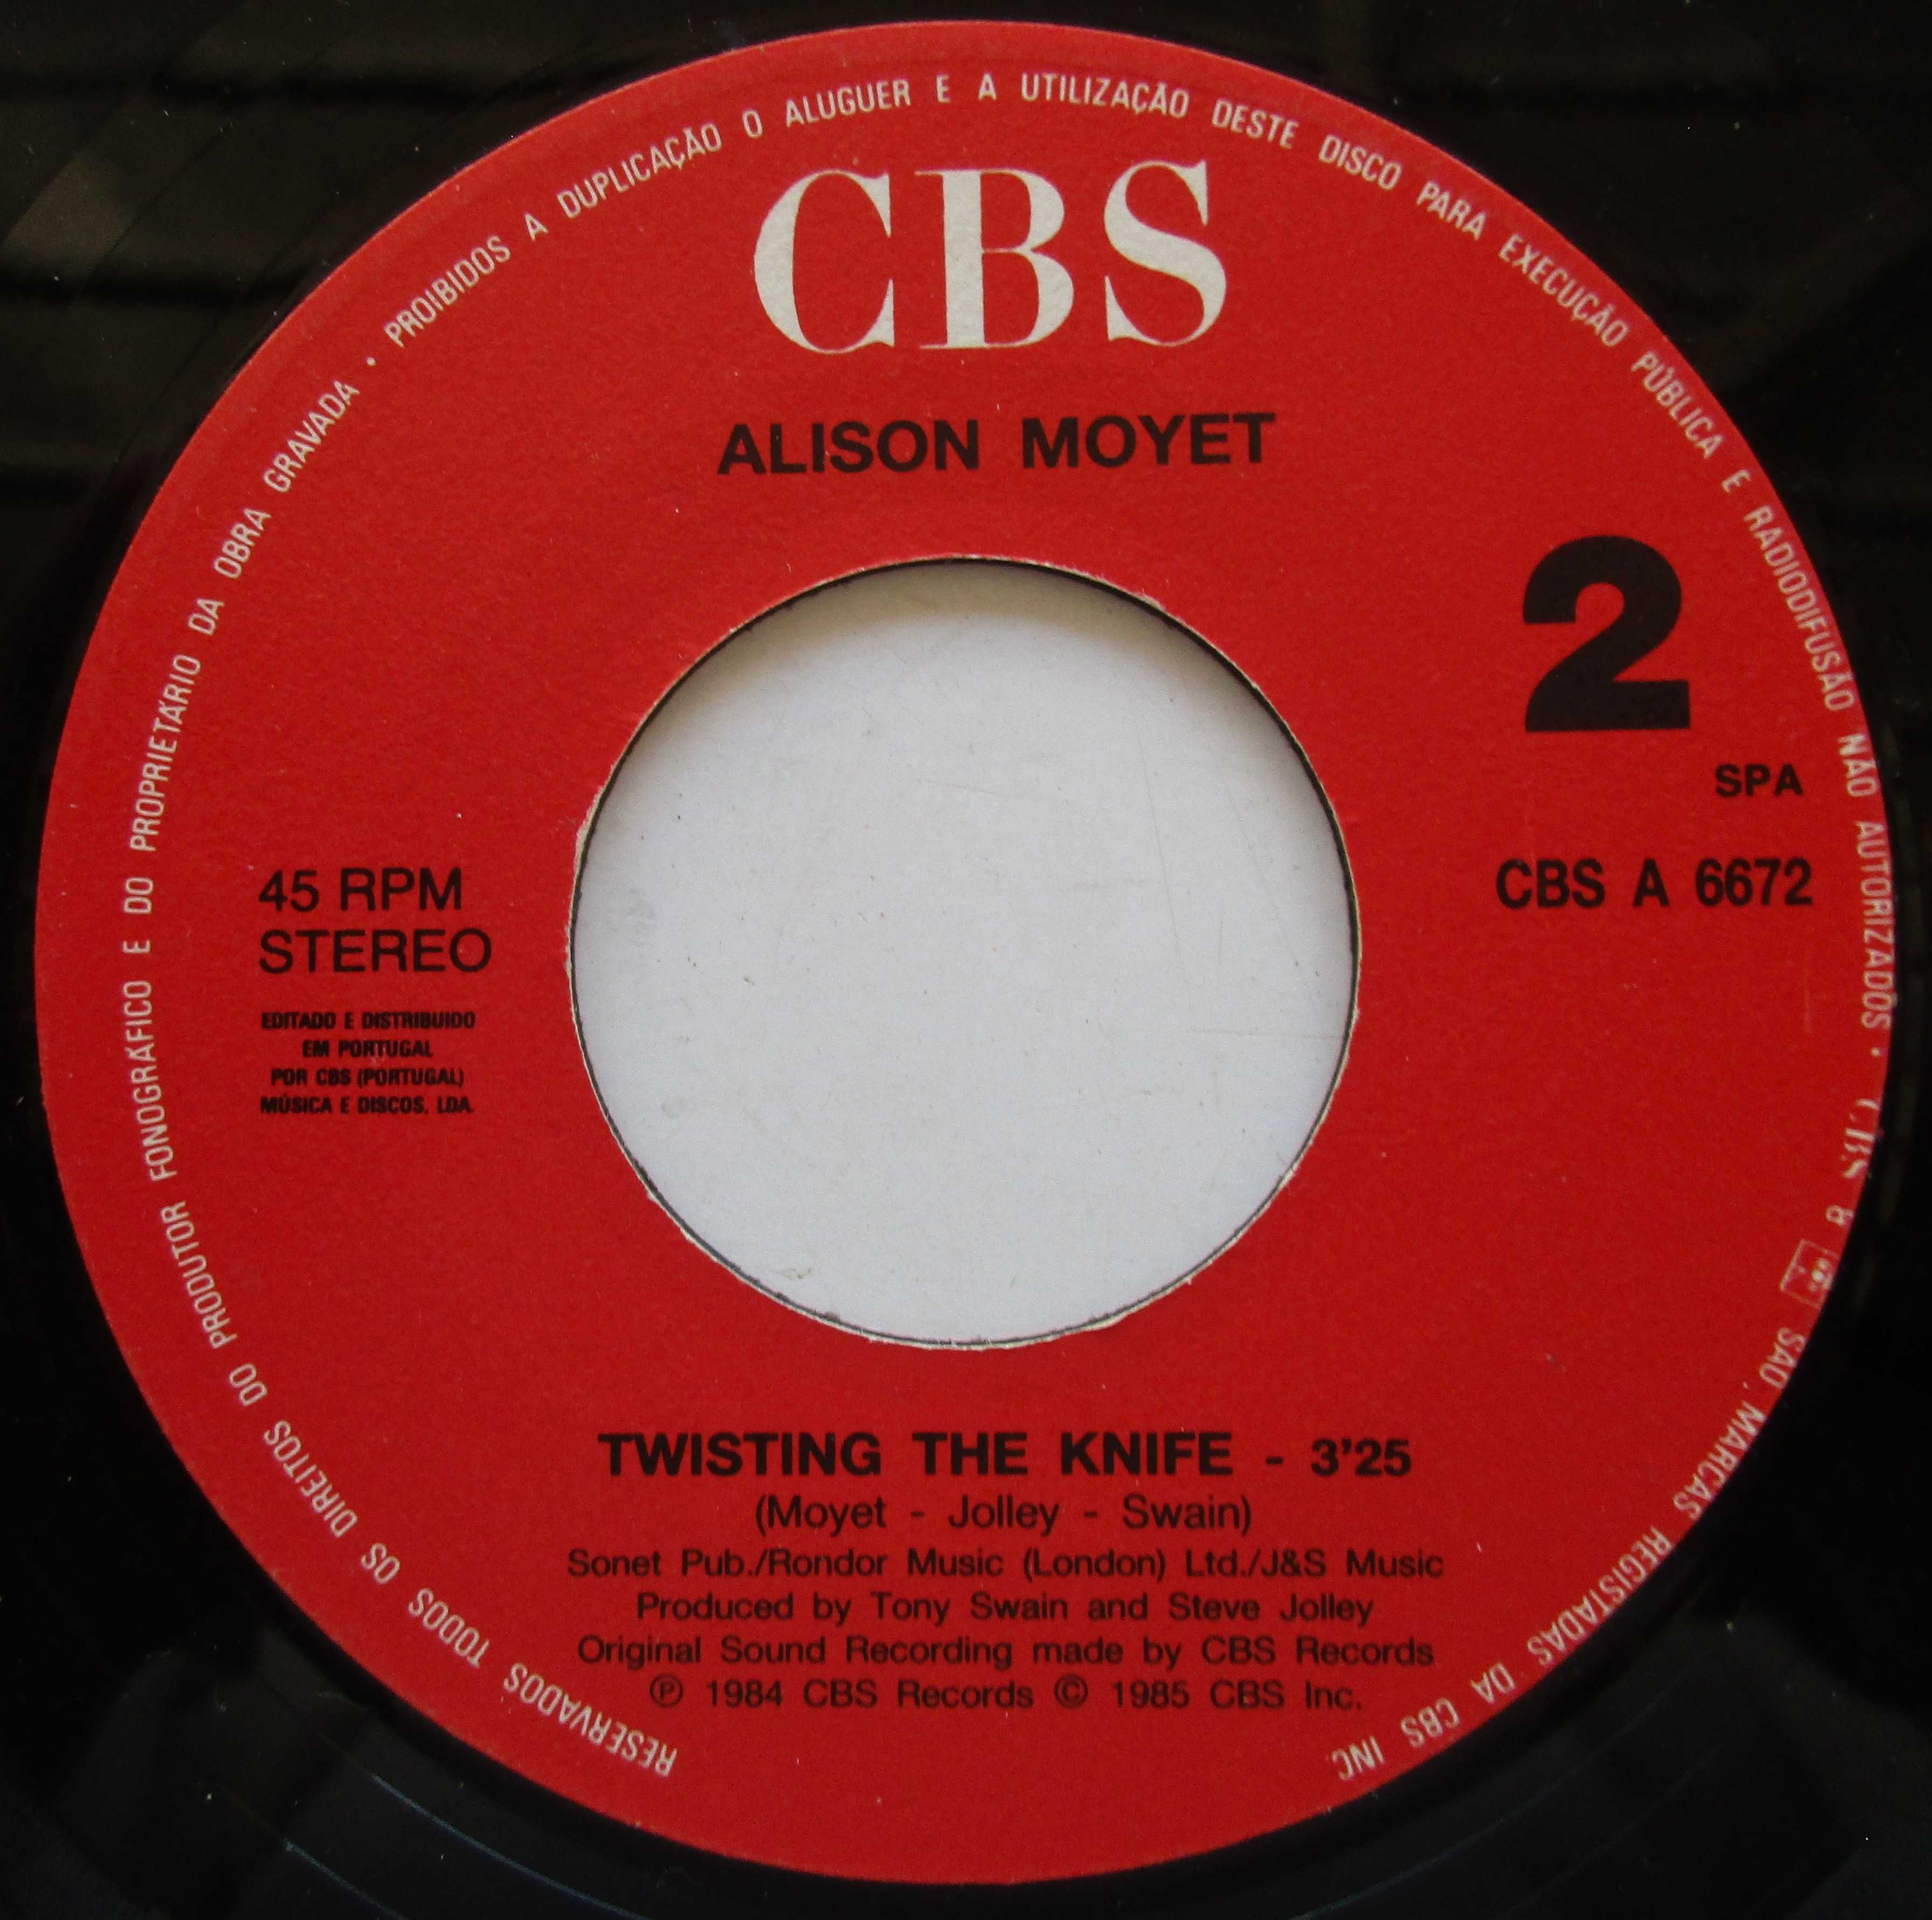 RESERVADOS TODOS OS DIREITOS DO PRODUTOR FONOGRÁFICO E DO PROPRIETÁRIO DA OBRA GRAVADA · PROIBIDOS A DUPLICAÇÃO O ALUGUER E A UTILIZAÇÃO DESTE DISCO PARA EXECUÇÃO PÚBLICA E RADIODIFUSÃO NÃO AUTORIZADOS · CBS & SÃO MARCAS REGISTADAS DA CBS INC
CBS
ALISON MOYET
2
SPA
CBS A 6672
45 RPM
STEREO
EDITADO E DISTRIBUIDO
EM PORTUGAL
POR CBS (PORTUGAL)
MÚSICA E DISCOS, LDA.
TWISTING THE KNIFE - 3'25
(Moyet - Jolley - Swain)
Sonet Pub./Rondor Music (London) Ltd./J&S Music
Produced by Tony Swain and Steve Jolley
Original Sound Recording made by CBS Records
℗ 1984 CBS Records © 1985 CBS Inc.